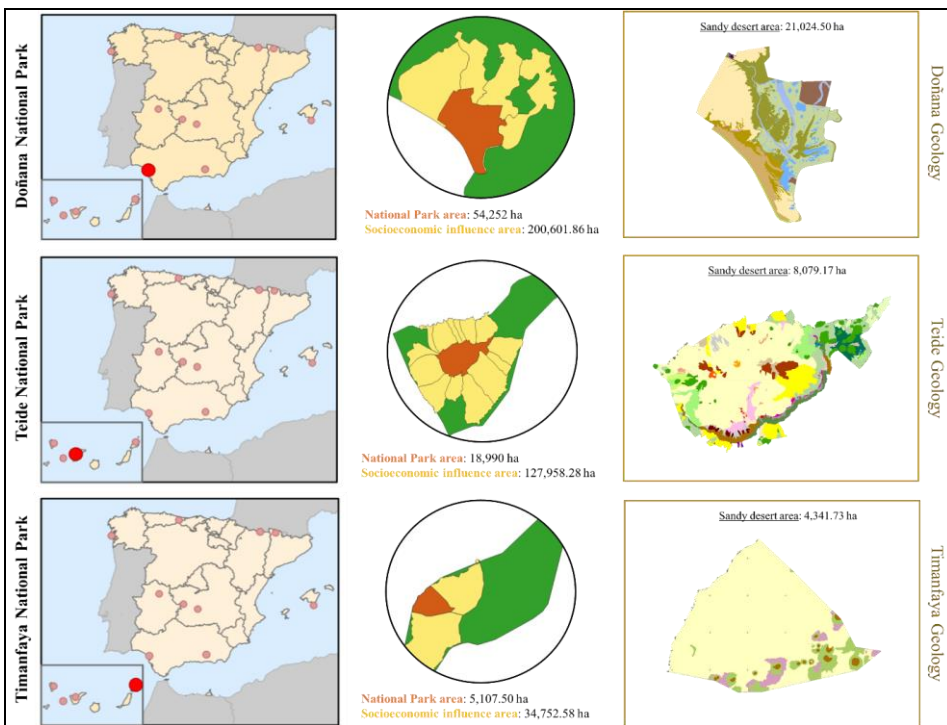 Doñana National Park
National Park area: 54,252 ha
Socioeconomic influence area: 200,601.86 ha
Sandy desert area: 21,024.50 ha
Doñana Geology
Teide National Park
National Park area: 18,990 ha
Socioeconomic influence area: 127,958.28 ha
Sandy desert area: 8,079.17 ha
Teide Geology
Timanfaya National Park
National Park area: 5,107.50 ha
Socioeconomic influence area: 34,752.58 ha
Sandy desert area: 4,341.73 ha
Timanfaya Geology